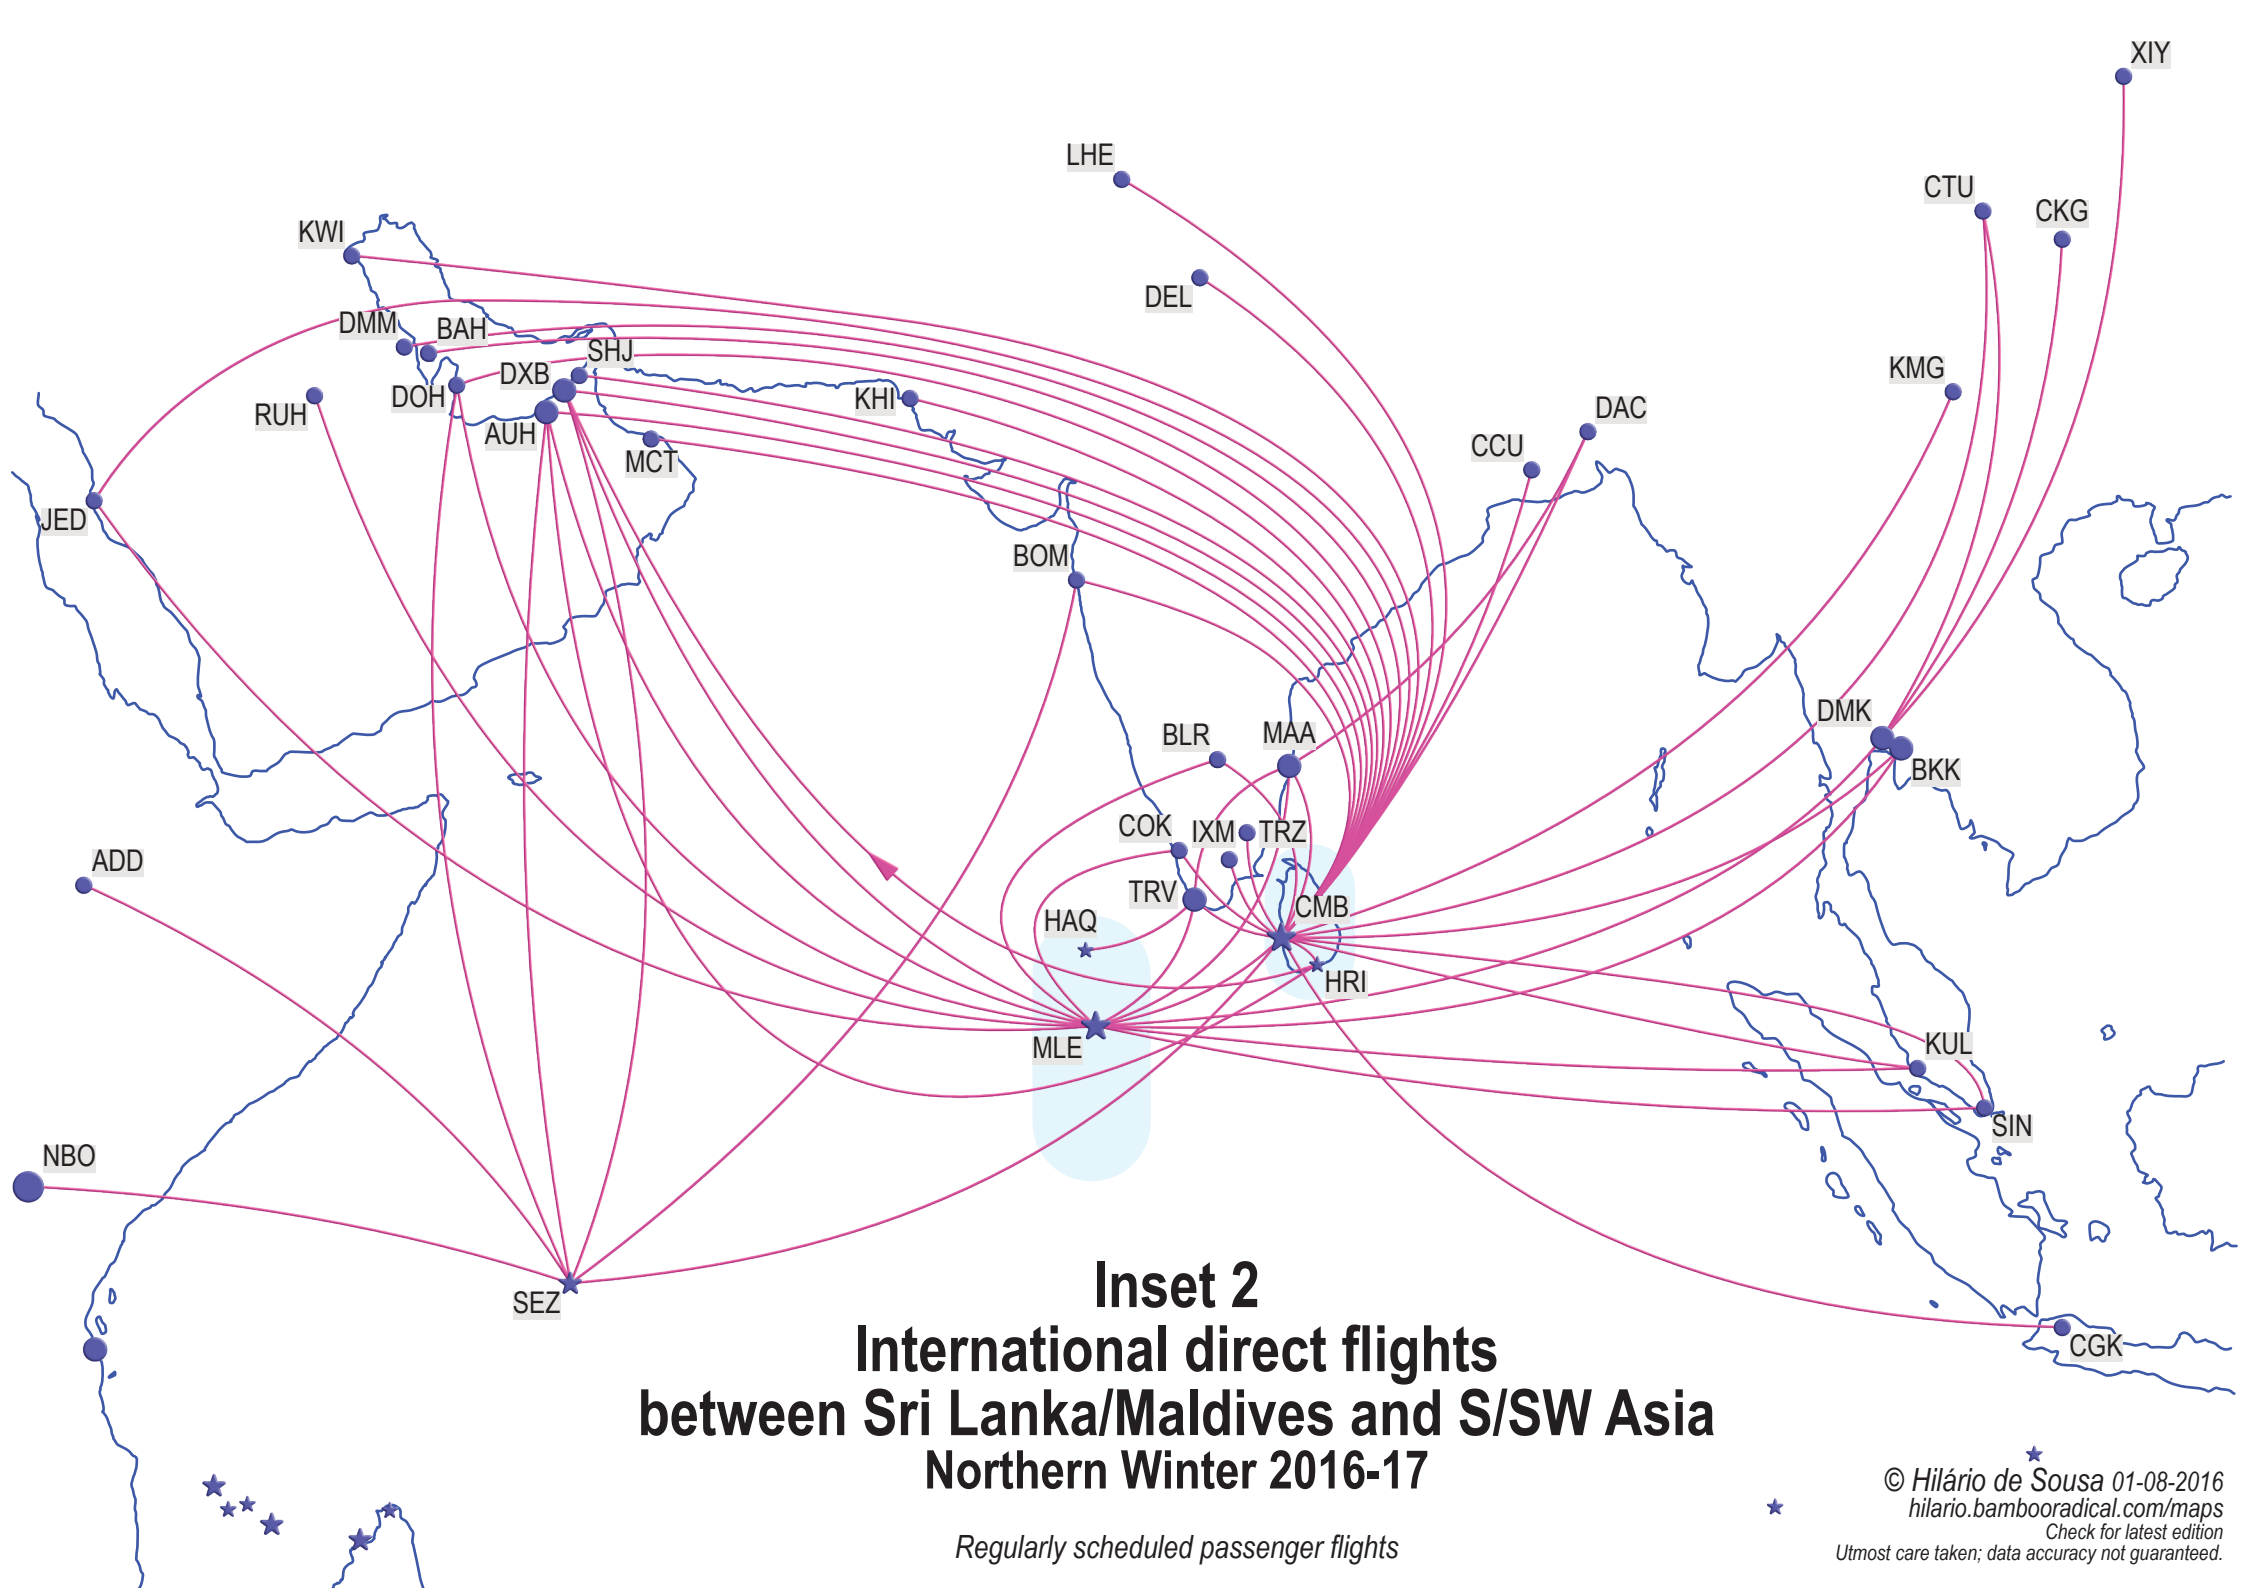 XIY
LHE
CTU
CKG
KWI
DEL
DMM
BAH
SHJ
DXB
KMG
DOH
KHI
RUH
DAC
AUH
CCU
MCT
JED
BOM
DMK
BLR
MAA
BKK
COK
IXM
TRZ
ADD
TRV
CMB
HAQ
HRI
MLE
KUL
SIN
NBO
SEZ
CGK
Inset 2
International direct flights
between Sri Lanka/Maldives and S/SW Asia
Northern Winter 2016-17
Regularly scheduled passenger flights
© Hilário de Sousa 01-08-2016
hilario.bambooradical.com/maps
Check for latest edition
Utmost care taken; data accuracy not guaranteed.